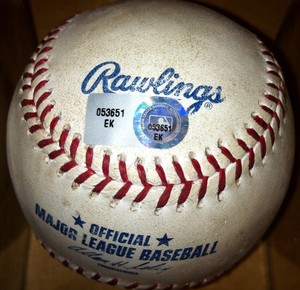 Rawlings®
053651
EK
053651
EK
★ OFFICIAL ★
MAJOR LEAGUE BASEBALL